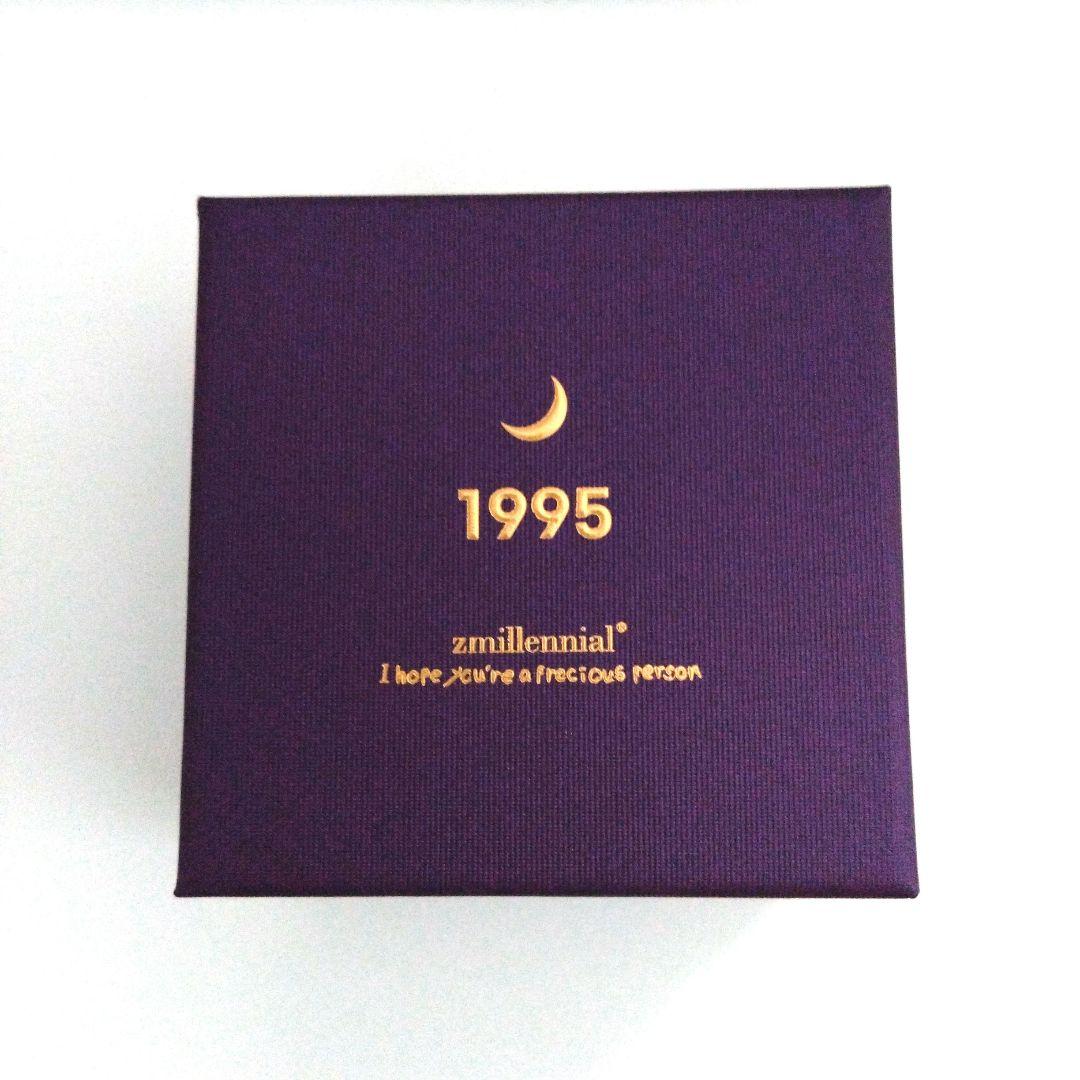 1995
zmillennial®
I hope you're a frecious person